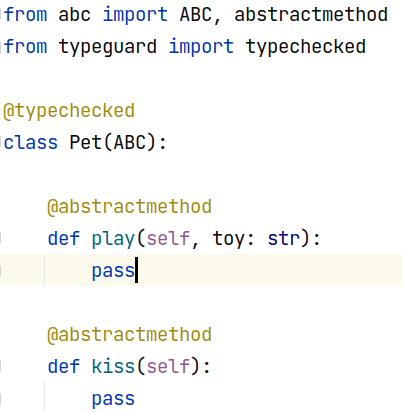 from abc import ABC, abstractmethod
from typeguard import typechecked
@typechecked
class Pet(ABC):
@abstractmethod
def play(self, toy: str):
pass
@abstractmethod
def kiss(self):
pass